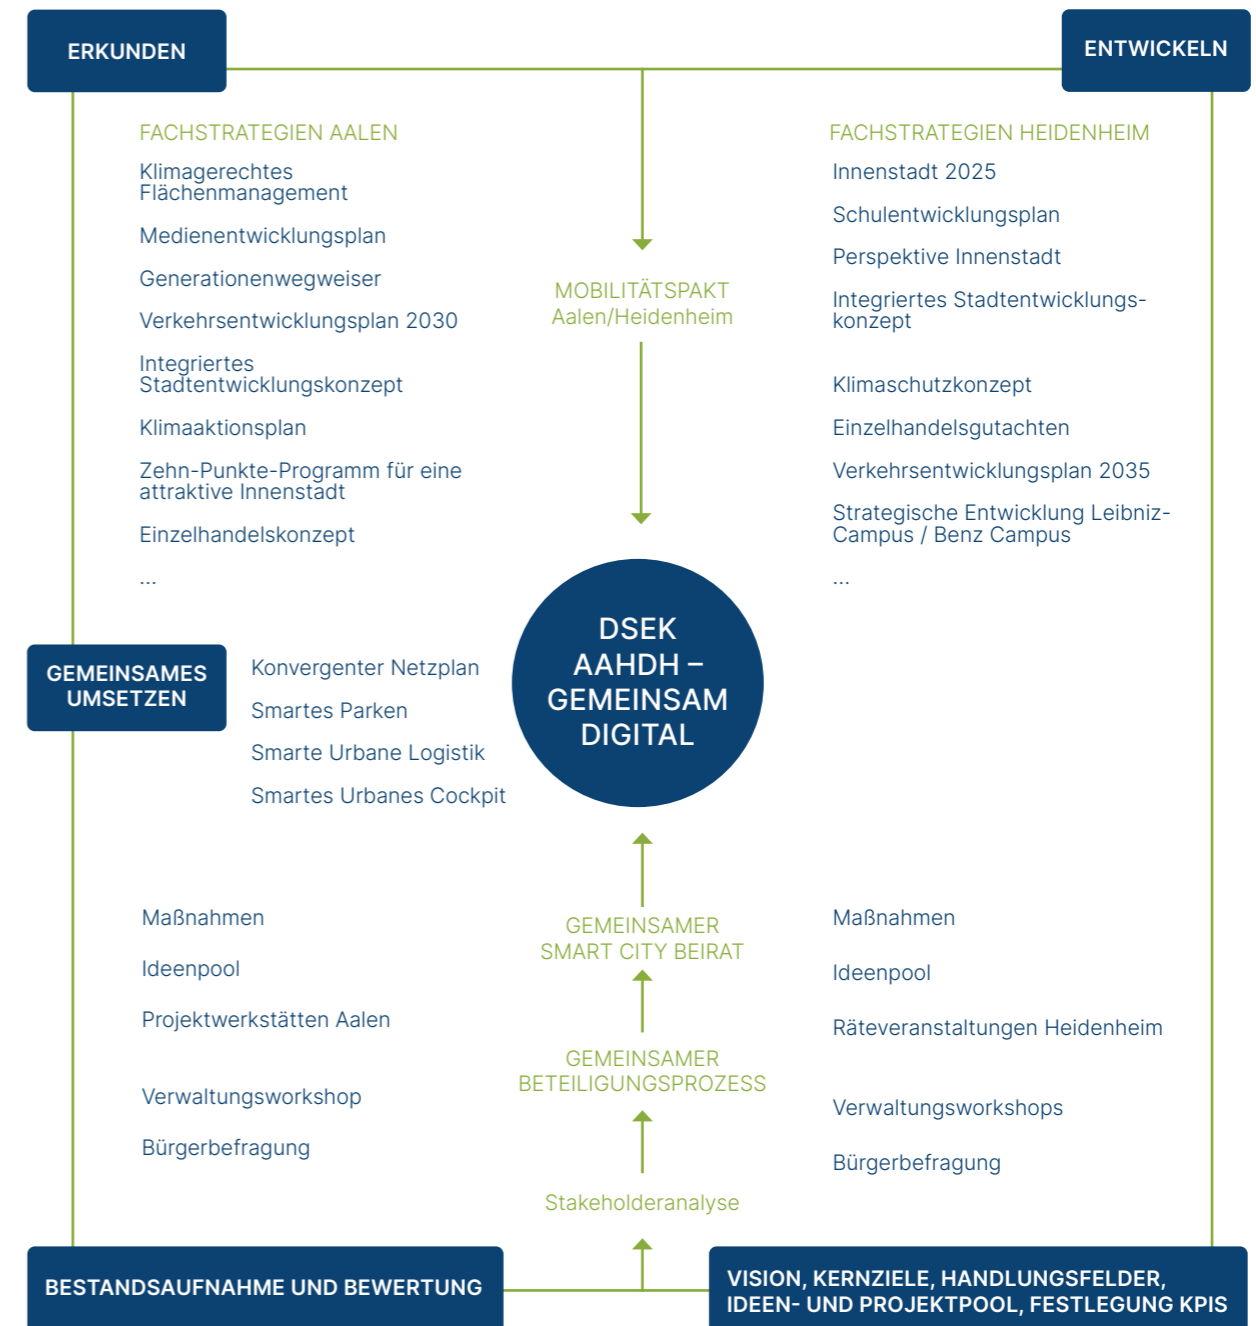 ERKUNDEN
ENTWICKELN
FACHSTRATEGIEN AALEN
Klimagerechtes
Flächenmanagement
Medienentwicklungsplan
Generationenwegweiser
Verkehrsentwicklungsplan 2030
Integriertes
Stadtentwicklungskonzept
Klimaaktionsplan
Zehn-Punkte-Programm für eine
attraktive Innenstadt
Einzelhandelskonzept
...
MOBILITÄTSPAKT
Aalen/Heidenheim
FACHSTRATEGIEN HEIDENHEIM
Innenstadt 2025
Schulentwicklungsplan
Perspektive Innenstadt
Integriertes Stadtentwicklungs-
konzept
Klimaschutzkonzept
Einzelhandelsgutachten
Verkehrsentwicklungsplan 2035
Strategische Entwicklung Leibniz-
Campus / Benz Campus
...
GEMEINSAMES
UMSETZEN
Konvergenter Netzplan
Smartes Parken
Smarte Urbane Logistik
Smartes Urbanes Cockpit
DSEK
AAHDH –
GEMEINSAM
DIGITAL
Maßnahmen
Ideenpool
Projektwerkstätten Aalen
Verwaltungsworkshop
Bürgerbefragung
GEMEINSAMER
SMART CITY BEIRAT
GEMEINSAMER
BETEILIGUNGSPROZESS
Stakeholderanalyse
Maßnahmen
Ideenpool
Räteveranstaltungen Heidenheim
Verwaltungsworkshops
Bürgerbefragung
BESTANDSAUFNAHME UND BEWERTUNG
VISION, KERNZIELE, HANDLUNGSFELDER,
IDEEN- UND PROJEKTPOOL, FESTLEGUNG KPIS